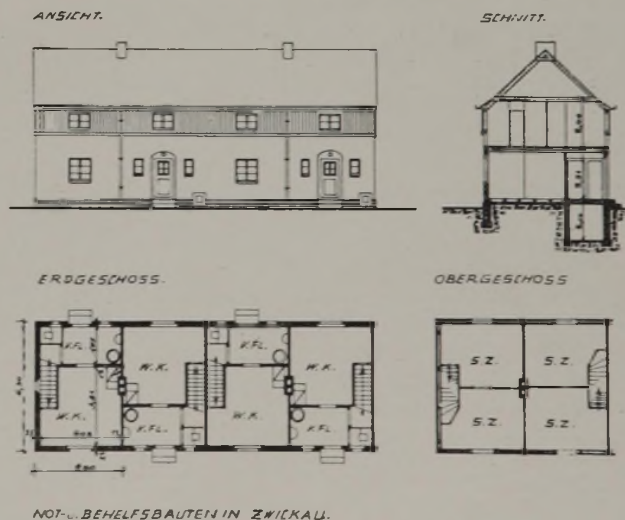 ANSICHT.
SCHNITT.
ERDGESCHOSS.
OBERGESCHOSS
V.FL. W.K. V.FL. W.K.
W.K. V.FL. W.K. V.FL.
S.Z. S.Z.
S.Z. S.Z.
NOT- u. BEHELFSBAUTEN IN ZWICKAU.